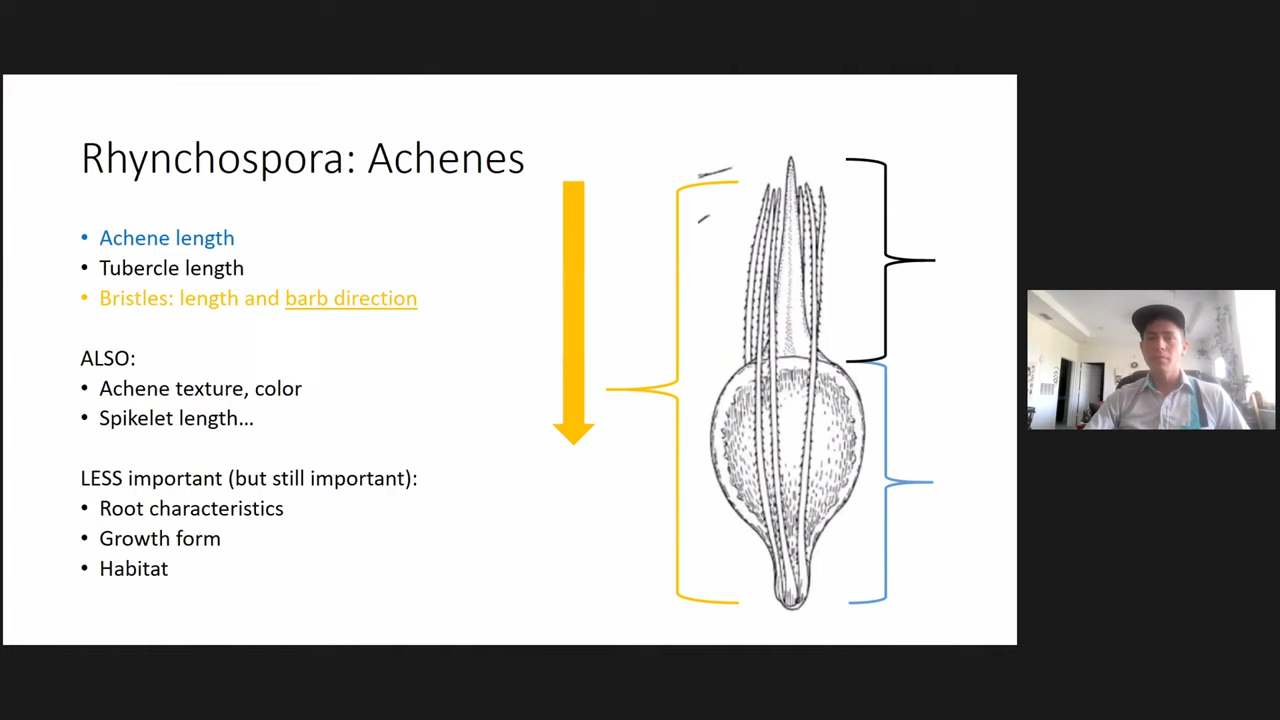 Rhynchospora: Achenes
• Achene length
• Tubercle length
• Bristles: length and barb direction
ALSO:
• Achene texture, color
• Spikelet length…
LESS important (but still important):
• Root characteristics
• Growth form
• Habitat